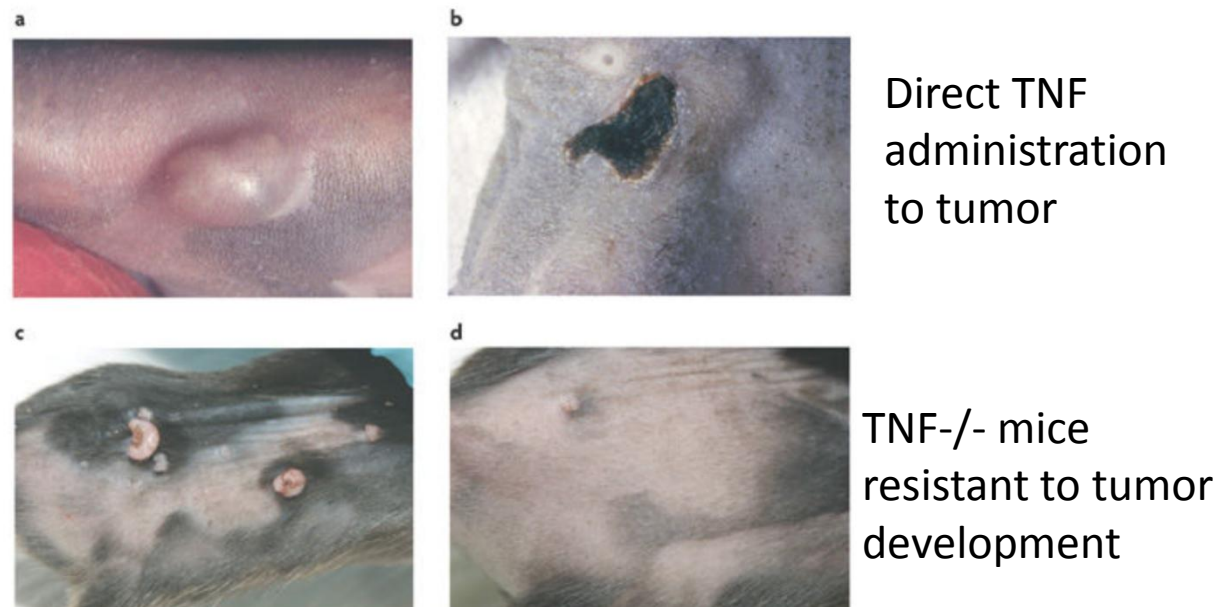 a
b
Direct TNF
administration
to tumor
c
d
TNF-/- mice
resistant to tumor
development